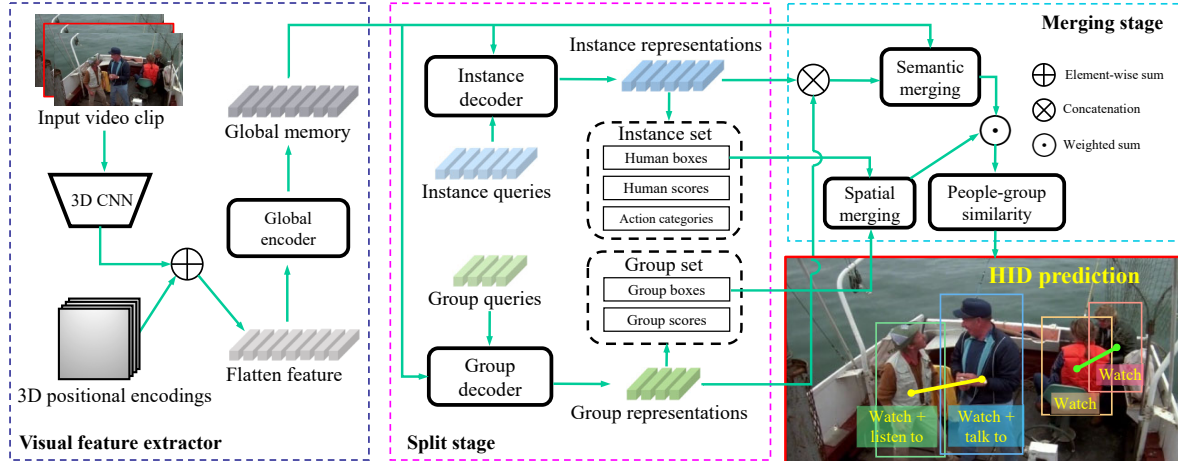 Input video clip
3D CNN
3D positional encodings
Global memory
Global
encoder
Flatten feature
Visual feature extractor
Instance
decoder
Instance queries
Instance representations
Instance set
Human boxes
Human scores
Action categories
Group queries
Group
decoder
Group set
Group boxes
Group scores
Group representations
Split stage
Merging stage
Semantic
merging
Element-wise sum
Concatenation
Weighted sum
Spatial
merging
People-group
similarity
HID prediction
Watch +
listen to
Watch +
talk to
Watch
Watch